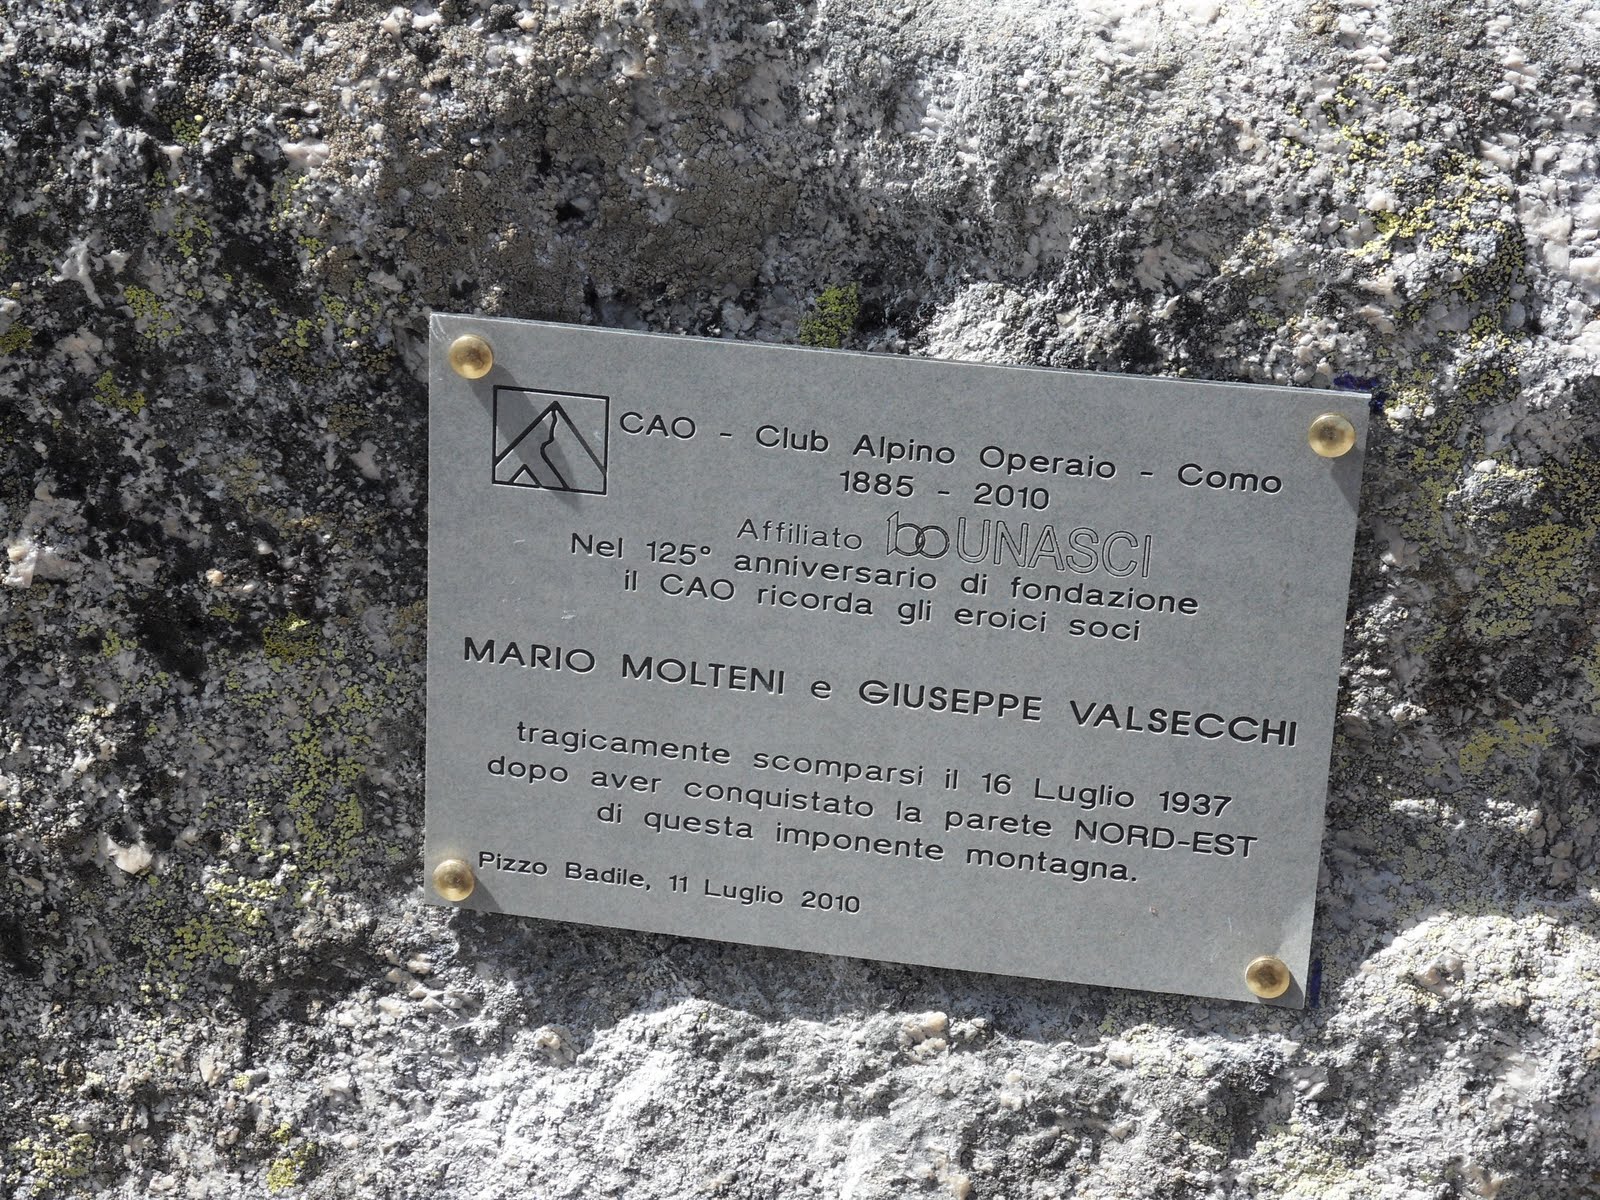 CAO - Club Alpino Operaio - Como
1885 - 2010
Affiliato 100 UNASCI
Nel 125° anniversario di fondazione
il CAO ricorda gli eroici soci
MARIO MOLTENI e GIUSEPPE VALSECCHI
tragicamente scomparsi il 16 Luglio 1937
dopo aver conquistato la parete NORD-EST
di questa imponente montagna.
Pizzo Badile, 11 Luglio 2010